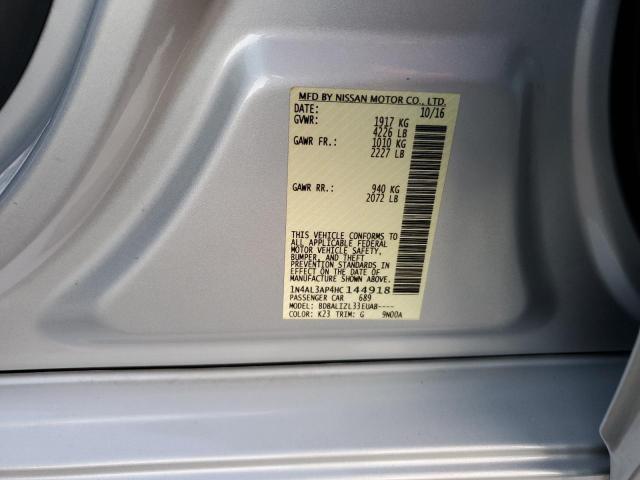 MFD BY NISSAN MOTOR CO., LTD.
DATE: 10/16
GVWR: 1917 KG
4226 LB
GAWR FR.: 1010 KG
2227 LB
GAWR RR.: 940 KG
2072 LB
THIS VEHICLE CONFORMS TO
ALL APPLICABLE FEDERAL
MOTOR VEHICLE SAFETY,
BUMPER, AND THEFT
PREVENTION STANDARDS IN
EFFECT ON THE DATE OF
MANUFACTURE SHOWN ABOVE.
1N4AL3AP4HC144918
PASSENGER CAR 689
MODEL: BDBALIZL33EUAB----
COLOR: K23 TRIM: G 9N00A